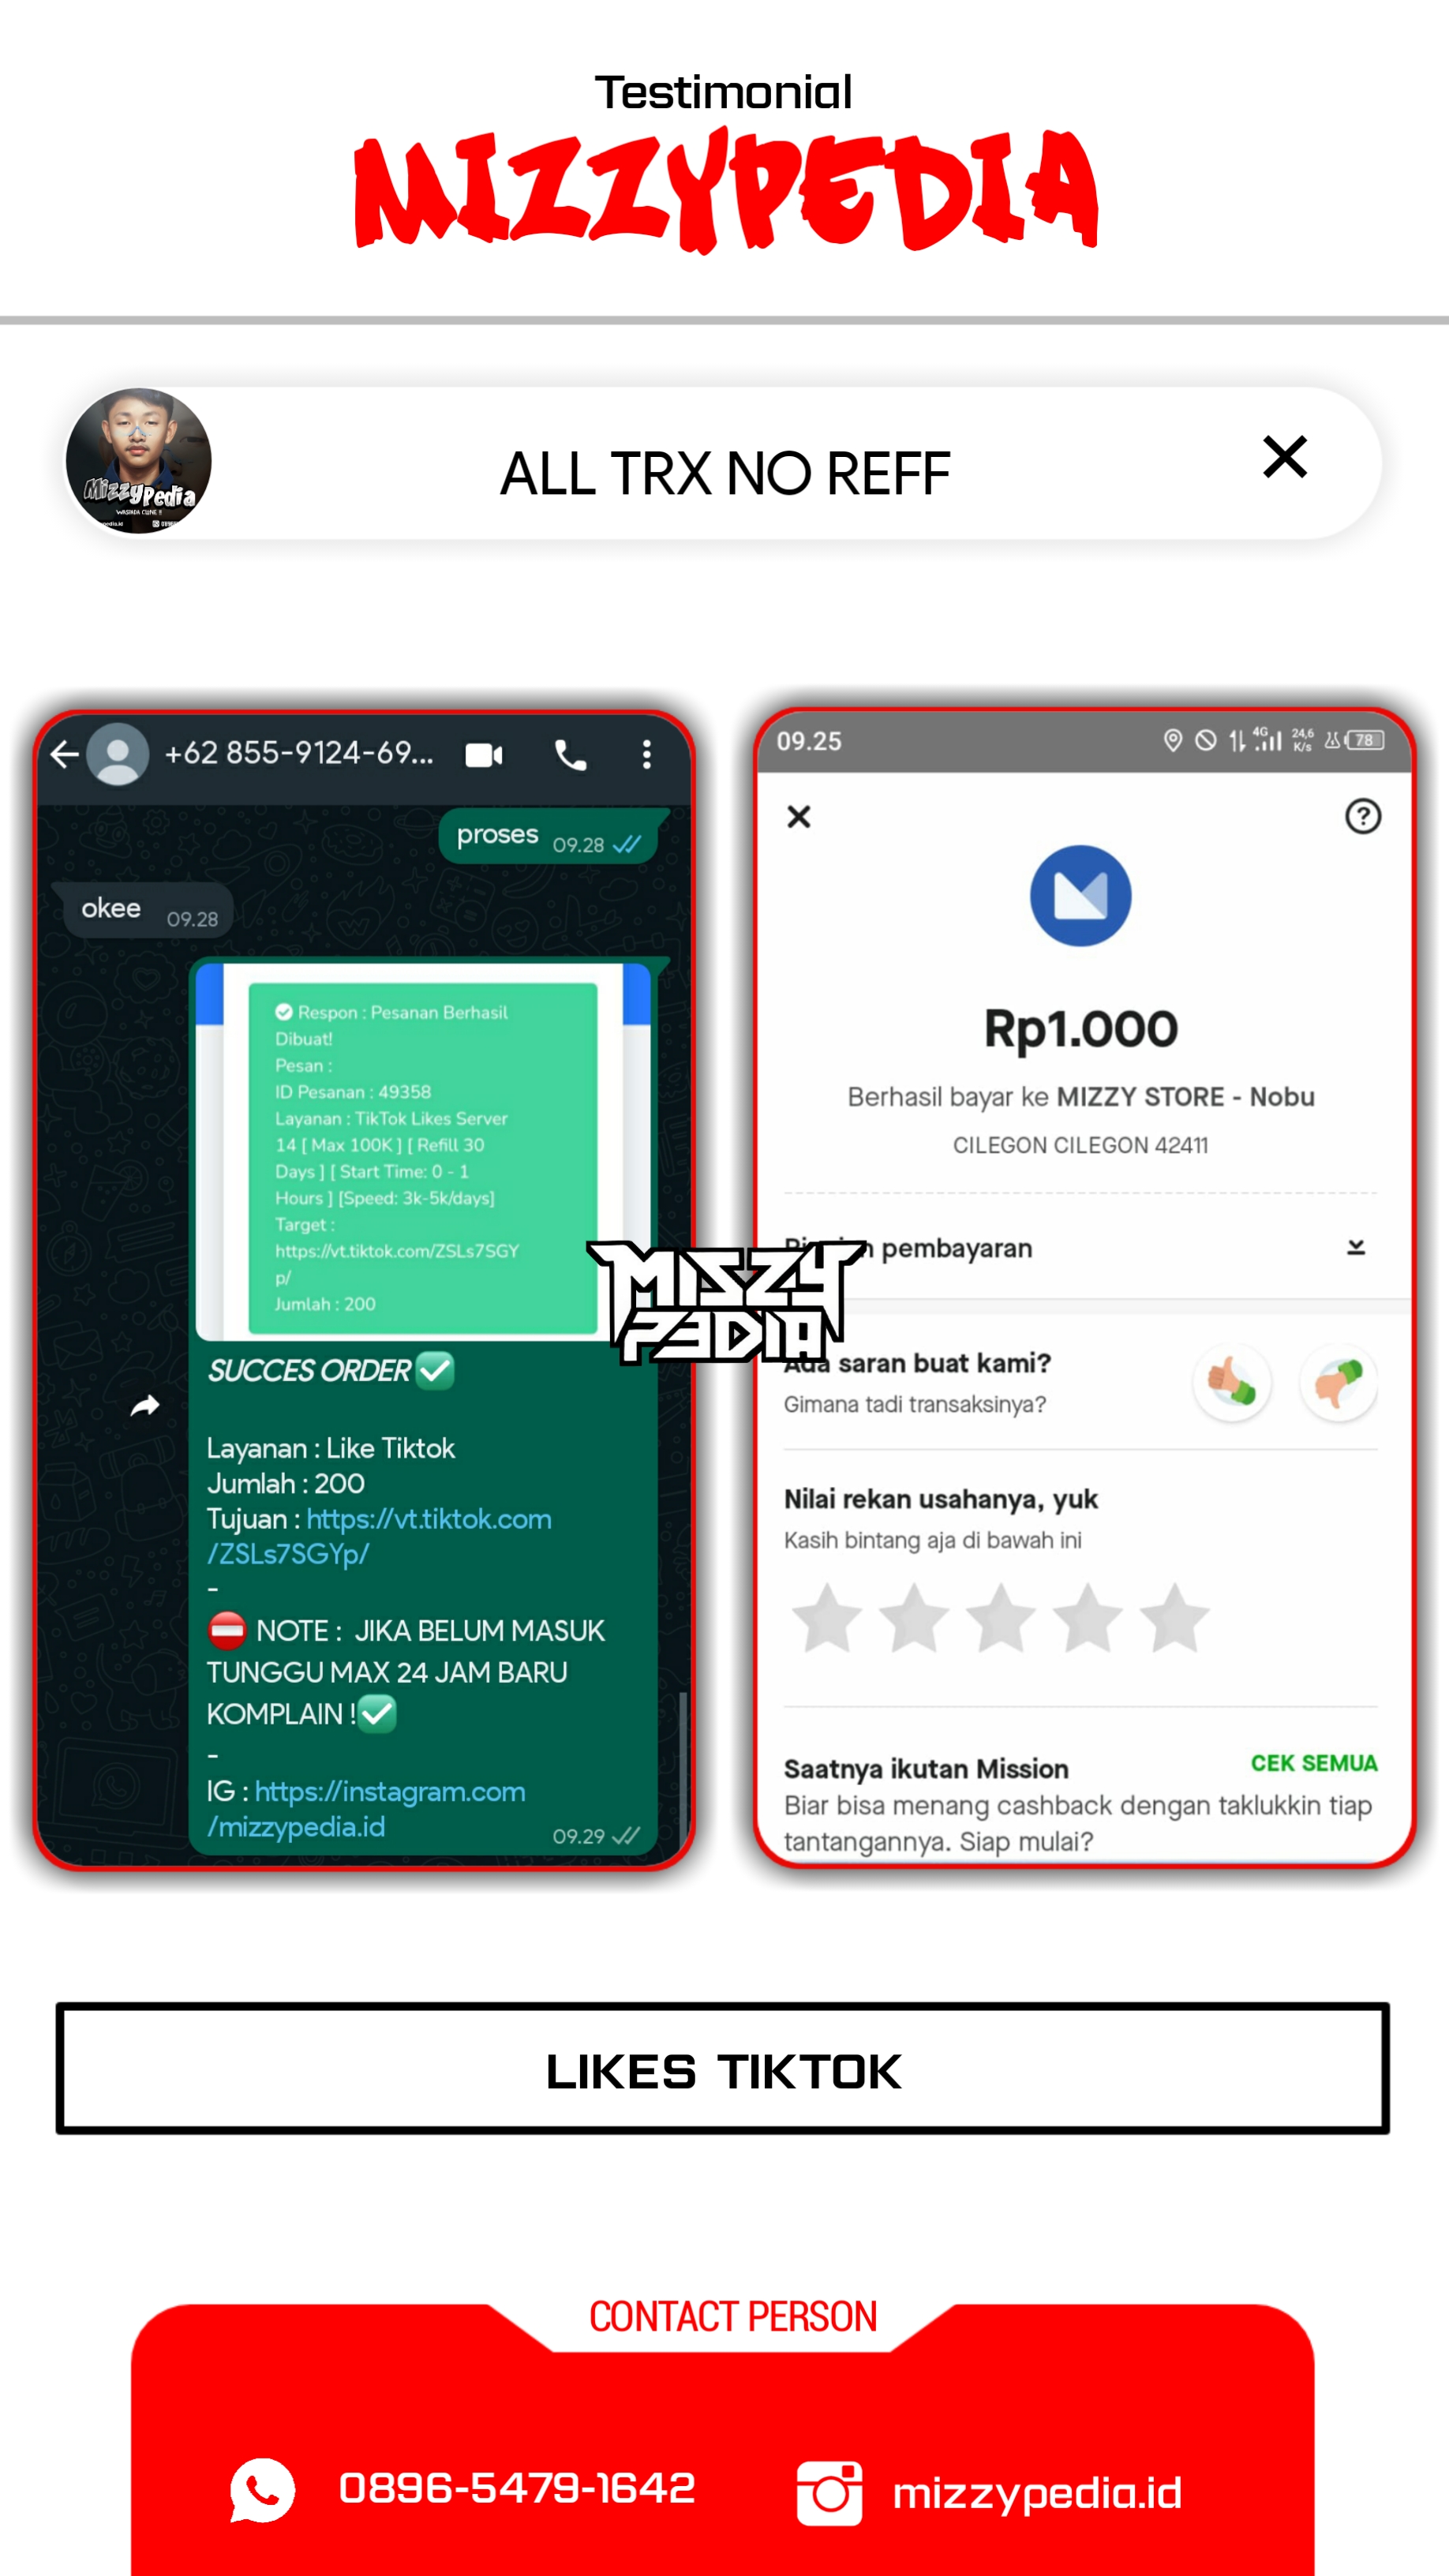 Testimonial
MIZZYPEDIA
MizzyPedia
ALL TRX NO REFF
+62 855-9124-69...
proses 09.28
okee 09.28
Respon : Pesanan Berhasil
Dibuat!
Pesan :
ID Pesanan : 49358
Layanan : TikTok Likes Server
14 [ Max 100K ] [ Refill 30
Days ] [ Start Time: 0 - 1
Hours ] [Speed: 3k-5k/days]
Target :
https://vt.tiktok.com/ZSLs7SGY
p/
Jumlah : 200
SUCCES ORDER✅
Layanan : Like Tiktok
Jumlah : 200
Tujuan : https://vt.tiktok.com
/ZSLs7SGYp/
-
⛔ NOTE : JIKA BELUM MASUK
TUNGGU MAX 24 JAM BARU
KOMPLAIN !✅
-
IG : https://instagram.com
/mizzypedia.id
09.29
MIZZY
P3DIA
09.25
4G
24,6
K/s
78
Rp1.000
Berhasil bayar ke MIZZY STORE - Nobu
CILEGON CILEGON 42411
pembayaran
Ada saran buat kami?
Gimana tadi transaksinya?
Nilai rekan usahanya, yuk
Kasih bintang aja di bawah ini
Saatnya ikutan Mission
CEK SEMUA
Biar bisa menang cashback dengan taklukkin tiap
tantangannya. Siap mulai?
LIKES TIKTOK
CONTACT PERSON
0896-5479-1642
mizzypedia.id